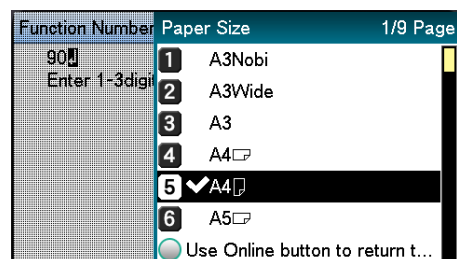 Function Number
90
Enter 1-3digi
Paper Size 1/9 Page
1 A3Nobi
2 A3Wide
3 A3
4 A4
5 A4
6 A5
Use Online button to return t...